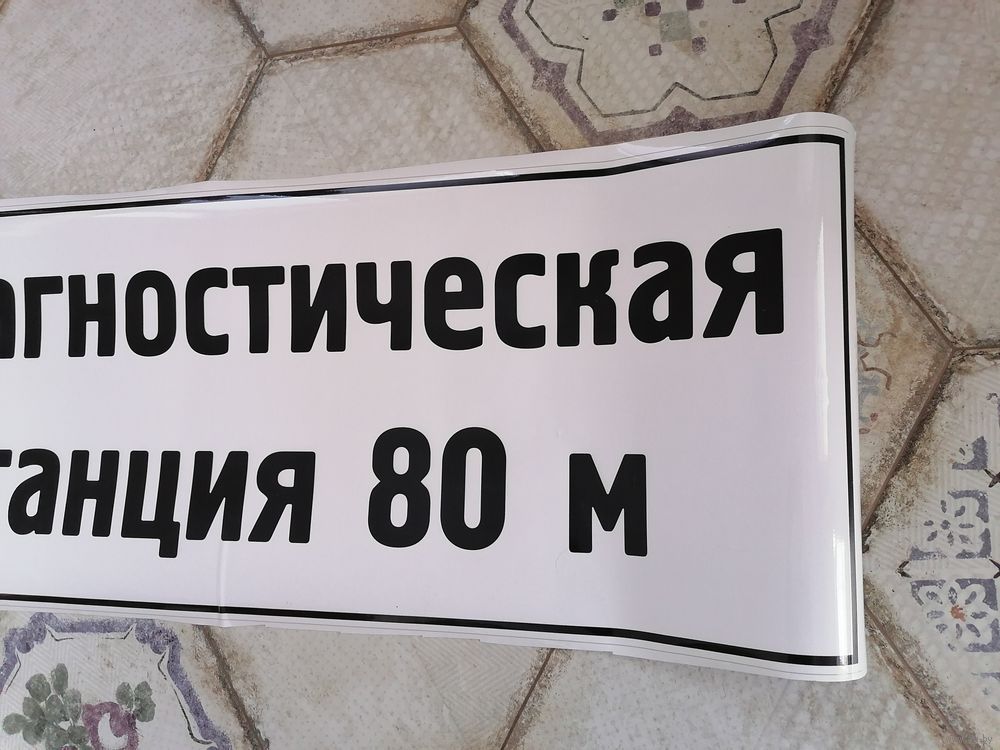 агностическая
танция 80 м